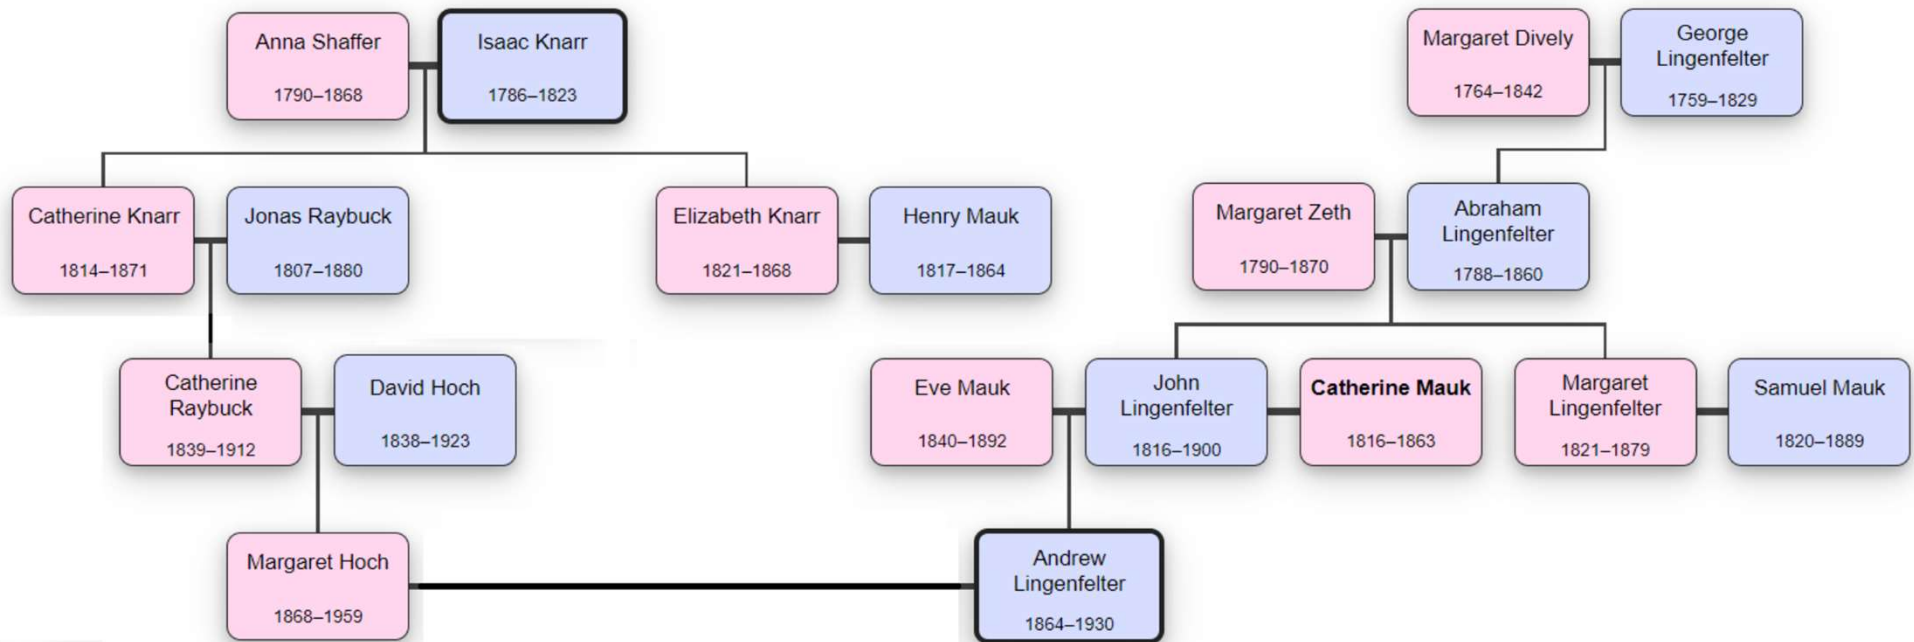 Anna Shaffer
1790–1868
Isaac Knarr
1786–1823
Margaret Dively
1764–1842
George
Lingenfelter
1759–1829
Catherine Knarr
1814–1871
Jonas Raybuck
1807–1880
Elizabeth Knarr
1821–1868
Henry Mauk
1817–1864
Margaret Zeth
1790–1870
Abraham
Lingenfelter
1788–1860
Catherine
Raybuck
1839–1912
David Hoch
1838–1923
Eve Mauk
1840–1892
John
Lingenfelter
1816–1900
Catherine Mauk
1816–1863
Margaret
Lingenfelter
1821–1879
Samuel Mauk
1820–1889
Margaret Hoch
1868–1959
Andrew
Lingenfelter
1864–1930